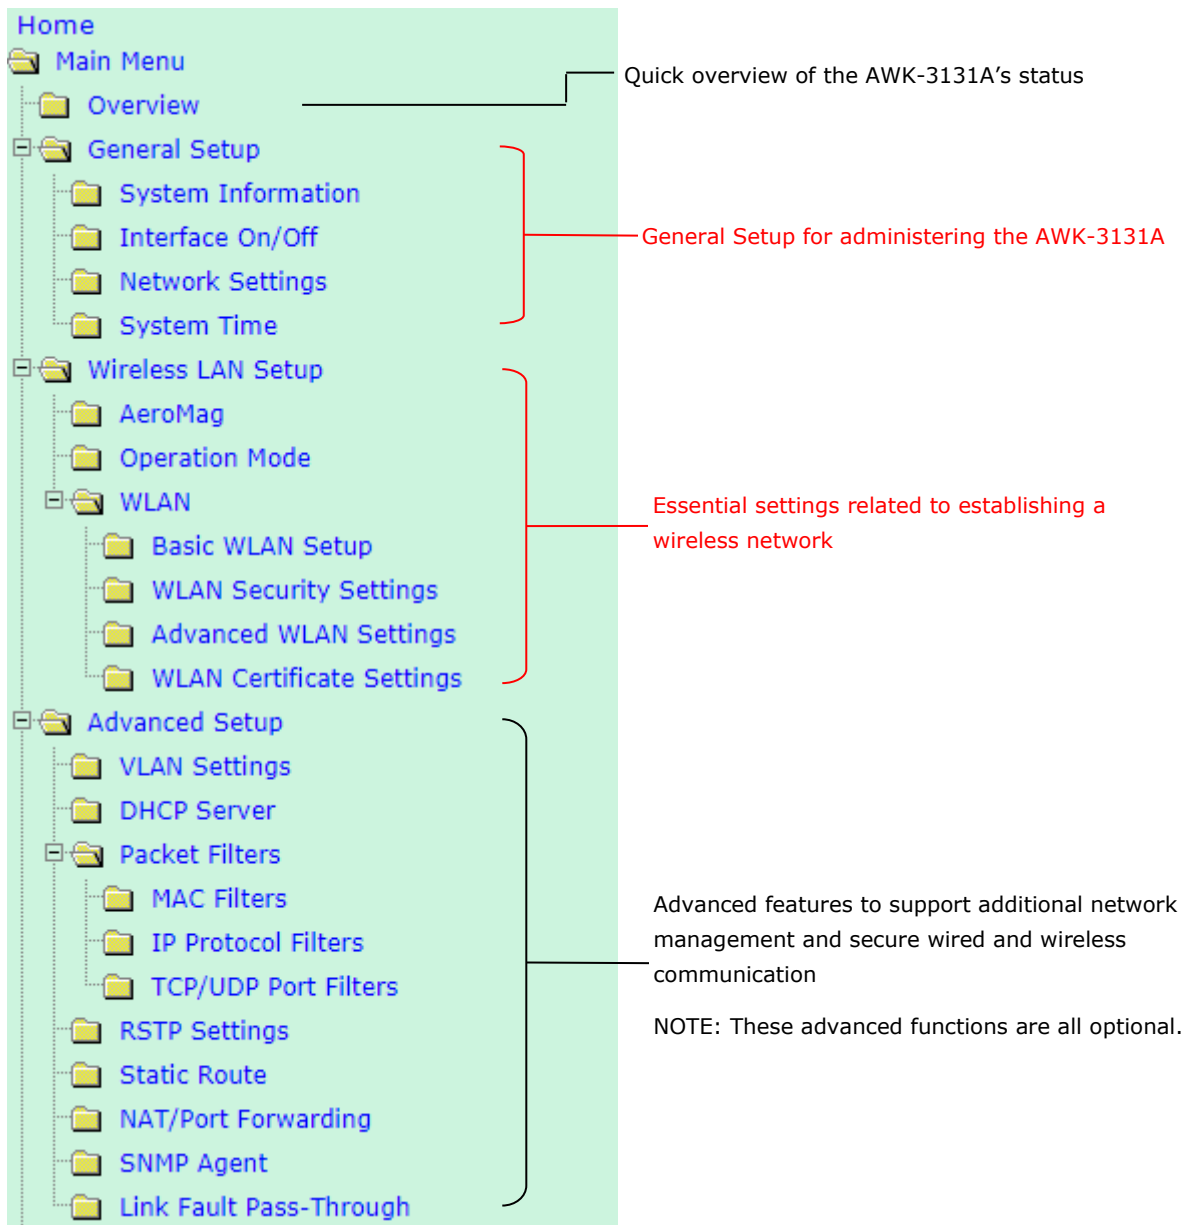 Home
Main Menu
Overview
Quick overview of the AWK-3131A’s status
General Setup
System Information
Interface On/Off
Network Settings
System Time
General Setup for administering the AWK-3131A
Wireless LAN Setup
AeroMag
Operation Mode
WLAN
Basic WLAN Setup
WLAN Security Settings
Advanced WLAN Settings
WLAN Certificate Settings
Essential settings related to establishing a
wireless network
Advanced Setup
VLAN Settings
DHCP Server
Packet Filters
MAC Filters
IP Protocol Filters
TCP/UDP Port Filters
RSTP Settings
Static Route
NAT/Port Forwarding
SNMP Agent
Link Fault Pass-Through
Advanced features to support additional network
management and secure wired and wireless
communication
NOTE: These advanced functions are all optional.